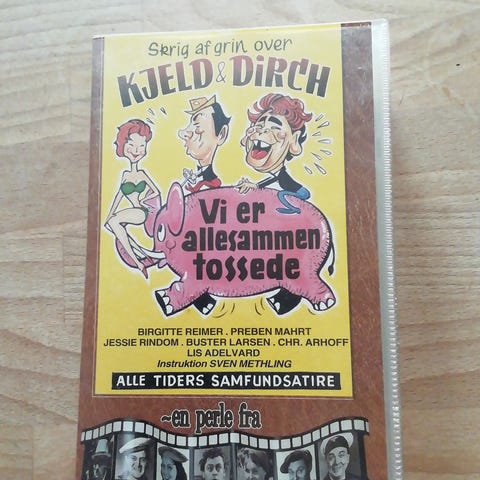 Skrig af grin over
KJELD & DiRCH
Vi er
allesammen
tossede
BIRGITTE REIMER . PREBEN MAHRT
JESSIE RINDOM . BUSTER LARSEN . CHR. ARHOFF
LIS ADELVARD
Instruktion SVEN METHLING
ALLE TIDERS SAMFUNDSATIRE
~en perle fra